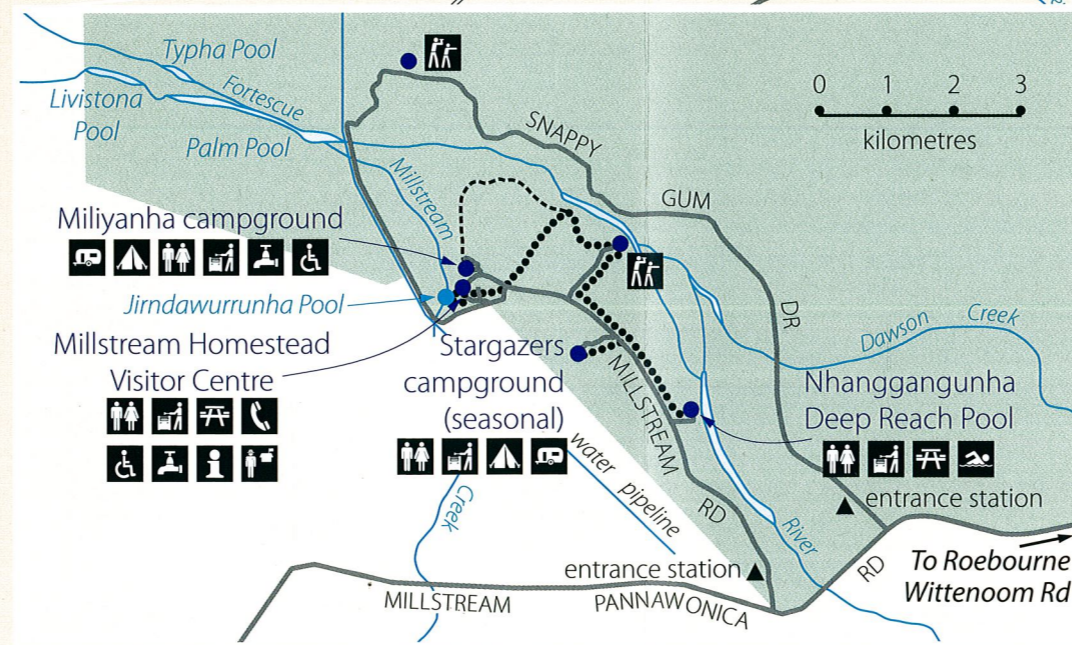 Typha Pool
Fortescue
Livistona
Pool
Palm Pool
Millstream
SNAPPY
GUM
DR
0 1 2 3
kilometres
Miliyanha campground
Jirndawurrunha Pool
Millstream Homestead
Visitor Centre
Stargazers
campground
(seasonal)
MILLSTREAM
RD
Dawson Creek
Nhanggangunha
Deep Reach Pool
water pipeline
Creek
River
entrance station
entrance station
RD
To Roebourne
Wittenoom Rd
MILLSTREAM PANNAWONICA